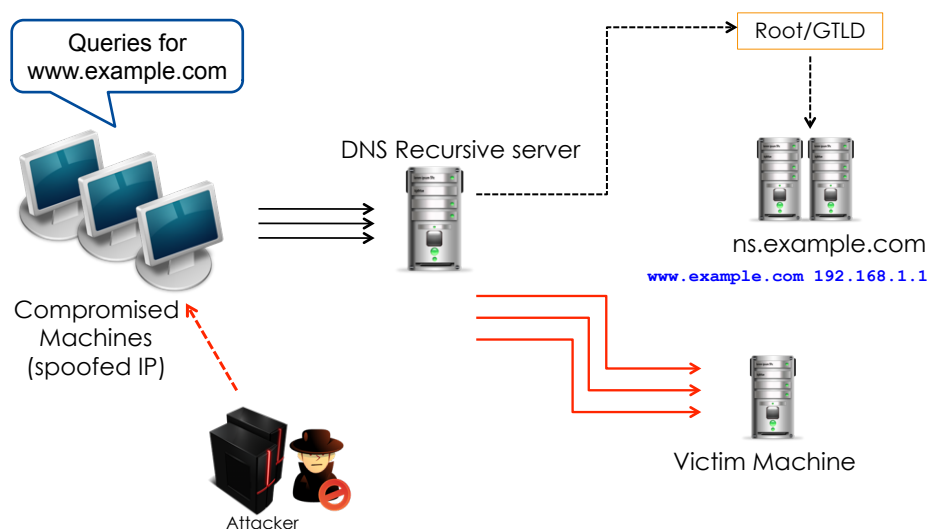 Queries for
www.example.com
Root/GTLD
DNS Recursive server
ns.example.com
www.example.com 192.168.1.1
Compromised
Machines
(spoofed IP)
Victim Machine
Attacker